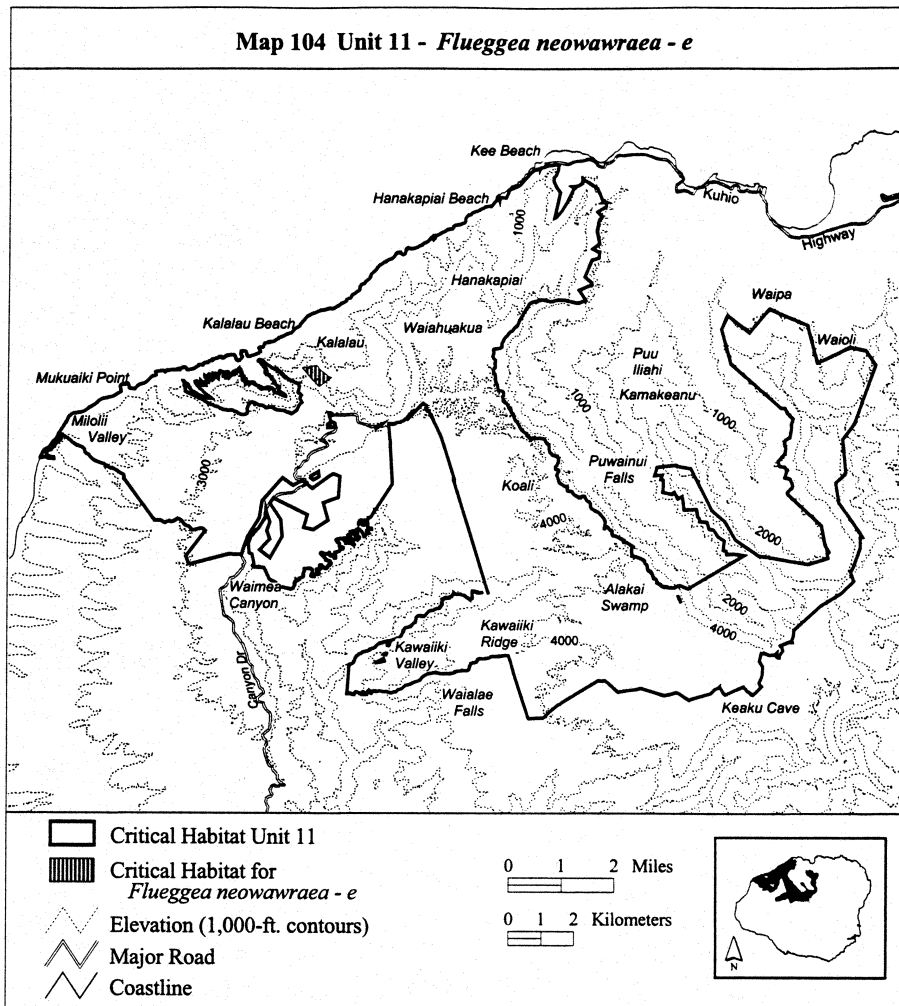 Map 104 Unit 11 - Flueggea neowawraea - e
Kee Beach
Hanakapiai Beach
Kuhio
Highway
1000
Hanakapiai
Waipa
Kalalau Beach
Waiahuakua
Waioli
Kalalau
Puu
Iliahi
Mukuaiki Point
Kamakeanu
1000
1000
Milolii
Valley
3000
Puwainui
Falls
Koali
4000
2000
Waimea
Canyon
Alakai
Swamp
2000
4000
Kawaiiki
Ridge
4000
Kawaiiki
Valley
Canyon Dr
Waialae
Falls
Keaku Cave
Critical Habitat Unit 11
Critical Habitat for
Flueggea neowawraea - e
Elevation (1,000-ft. contours)
Major Road
Coastline
0 1 2 Miles
0 1 2 Kilometers
N